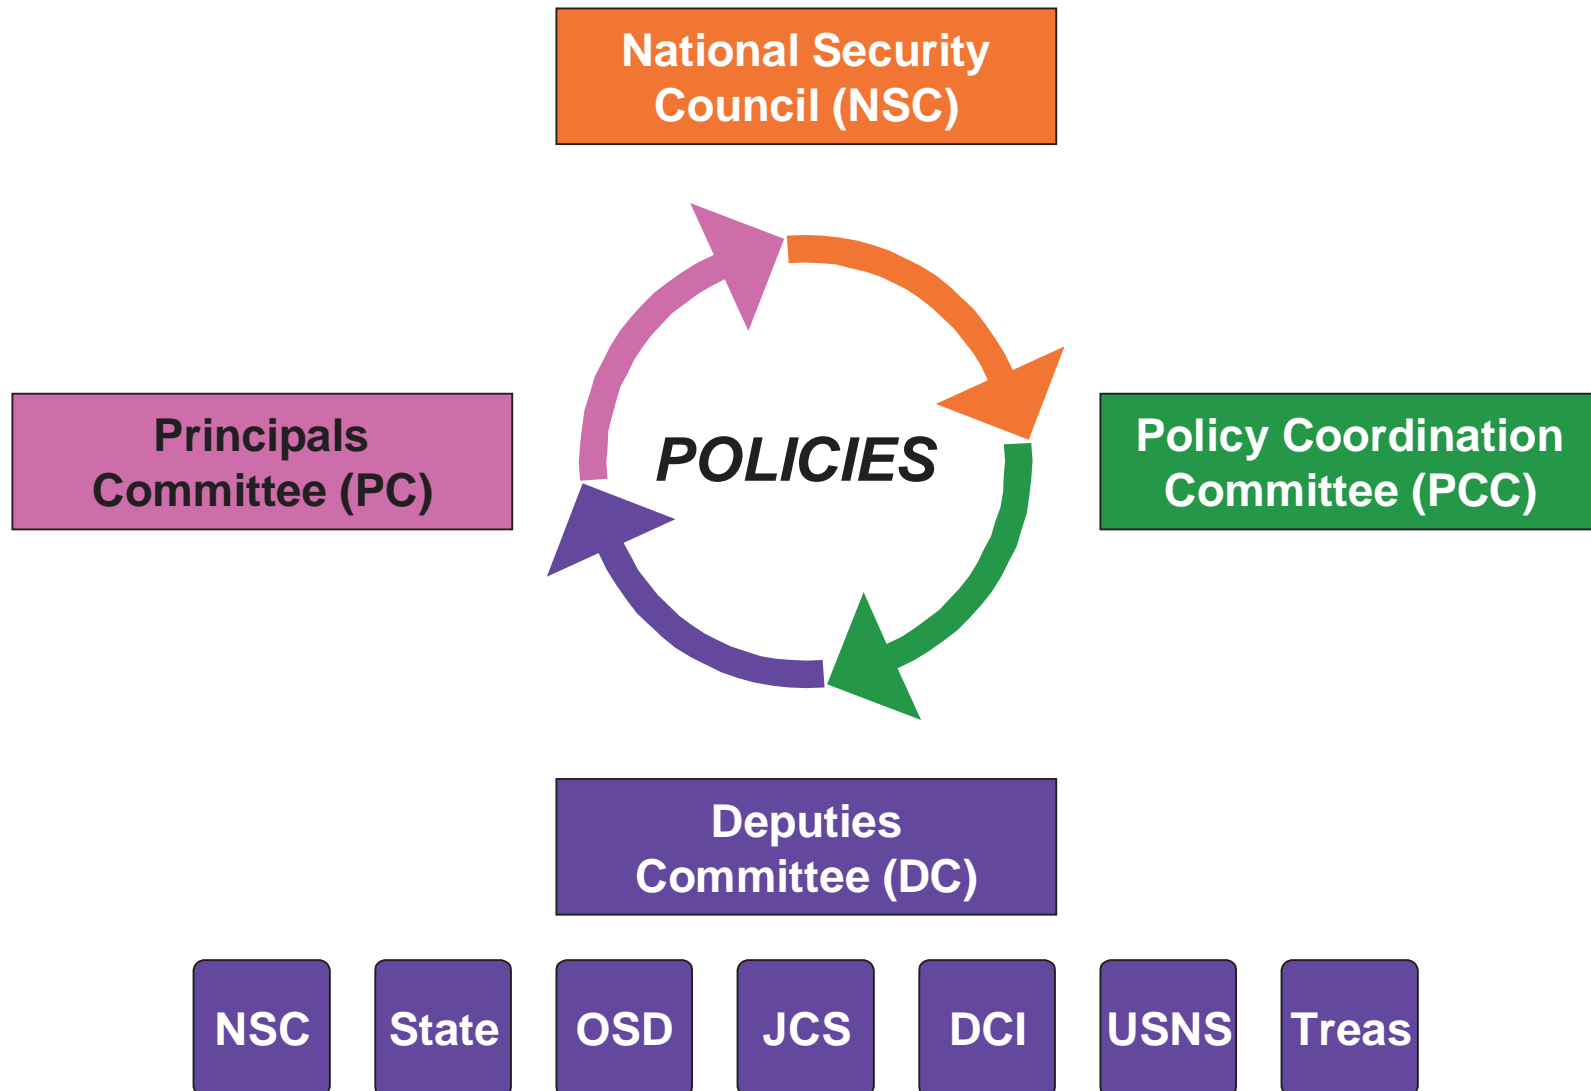 National Security
Council (NSC)
Principals
Committee (PC)
POLICIES
Policy Coordination
Committee (PCC)
Deputies
Committee (DC)
NSC
State
OSD
JCS
DCI
USNS
Treas